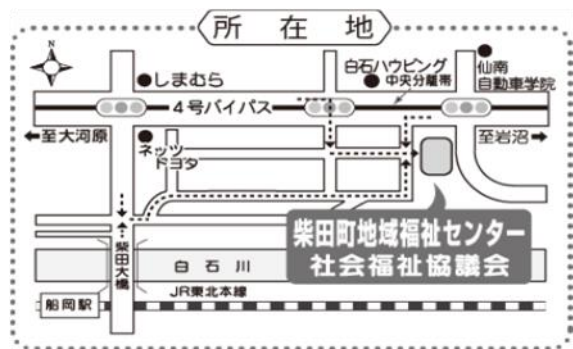 所在地
N
しまむら
白石ハウジング
中央分離帯
仙南
自動車学院
4号バイパス
至大河原
至岩沼
ネッツ
トヨタ
柴田町地域福祉センター
社会福祉協議会
柴田大橋
白石川
船岡駅
JR東北本線